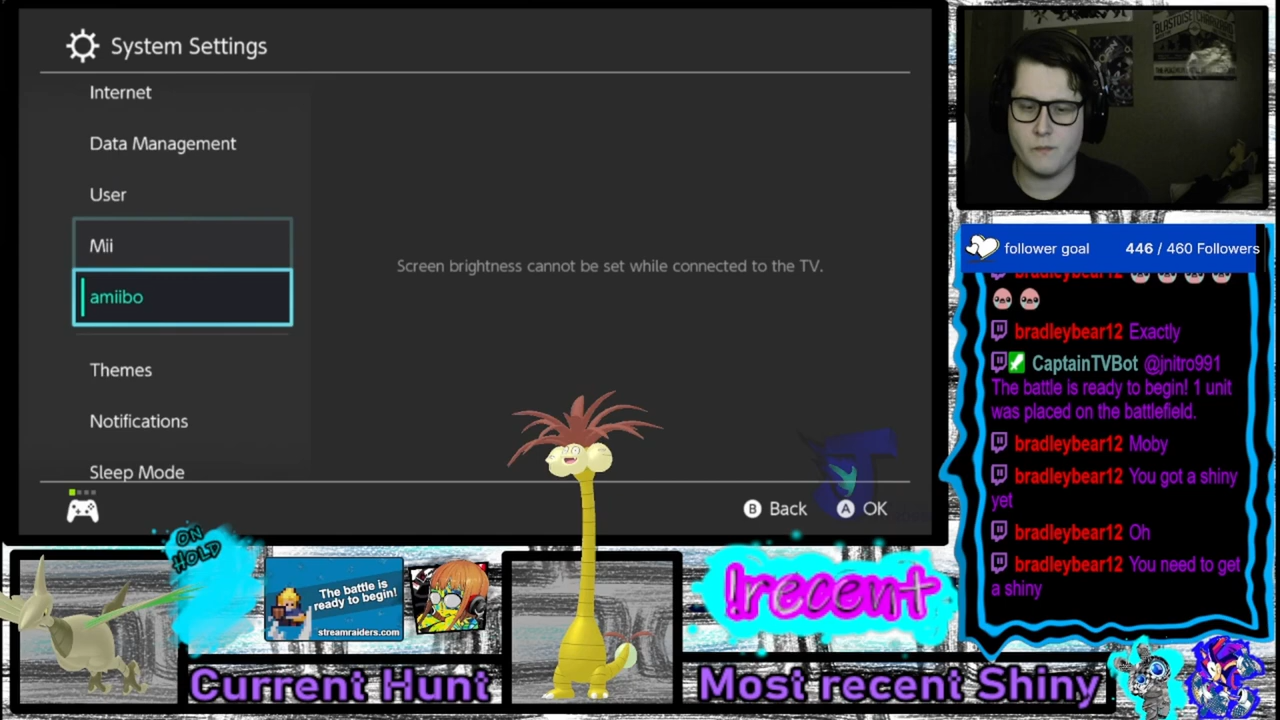 System Settings
Internet
Data Management
User
Mii
amiibo
Themes
Notifications
Sleep Mode
Screen brightness cannot be set while connected to the TV.
B Back A OK
BLASTOISE
follower goal 446 / 460 Followers
bradleybear12
bradleybear12 Exactly
CaptainTVBot @jnitro991
The battle is ready to begin! 1 unit
was placed on the battlefield.
bradleybear12 Moby
bradleybear12 You got a shiny
yet
bradleybear12 Oh
bradleybear12 You need to get
a shiny
ON
HOLD
The battle is
ready to begin!
streamraiders.com
!recent
Current Hunt
Most recent Shiny